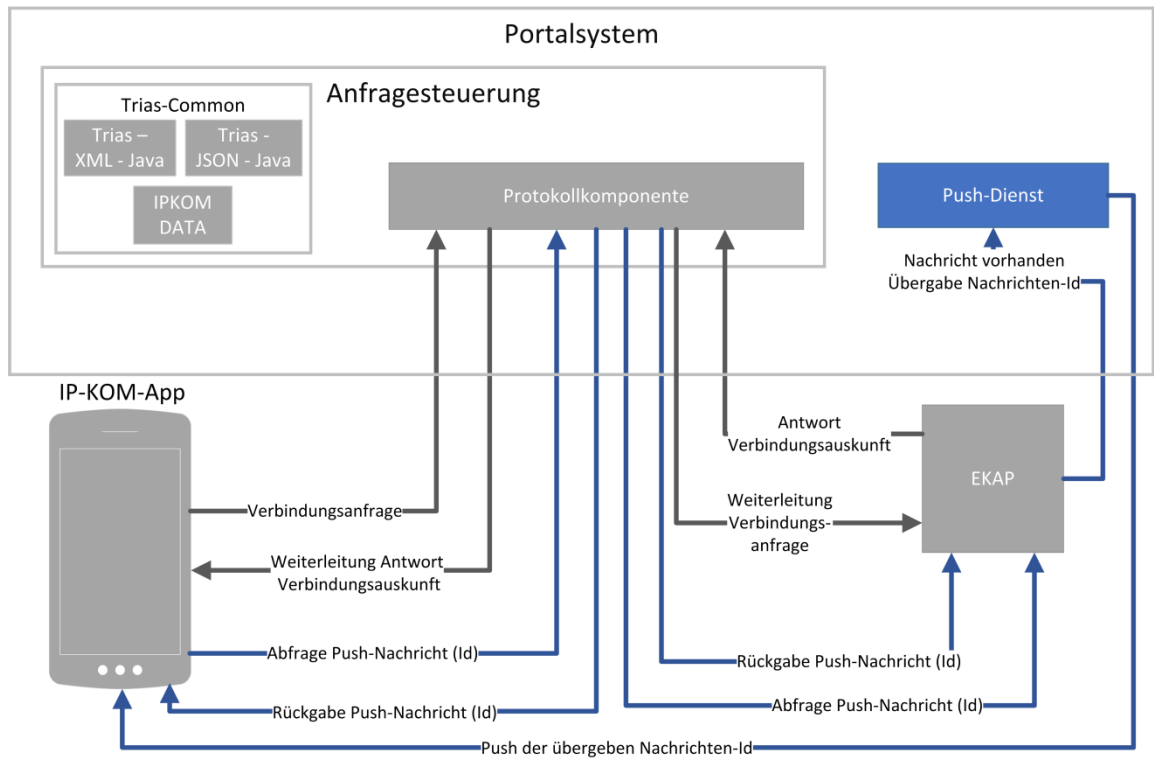 Portalsystem
Anfragesteuerung
Trias-Common
Trias –
XML - Java
Trias -
JSON - Java
IPKOM
DATA
Protokollkomponente
Push-Dienst
Nachricht vorhanden
Übergabe Nachrichten-Id
IP-KOM-App
Antwort
Verbindungsauskunft
EKAP
Verbindungsanfrage
Weiterleitung
Verbindungs-
anfrage
Weiterleitung Antwort
Verbindungsauskunft
Abfrage Push-Nachricht (Id)
Rückgabe Push-Nachricht (Id)
Rückgabe Push-Nachricht (Id)
Abfrage Push-Nachricht (Id)
Push der übergeben Nachrichten-Id